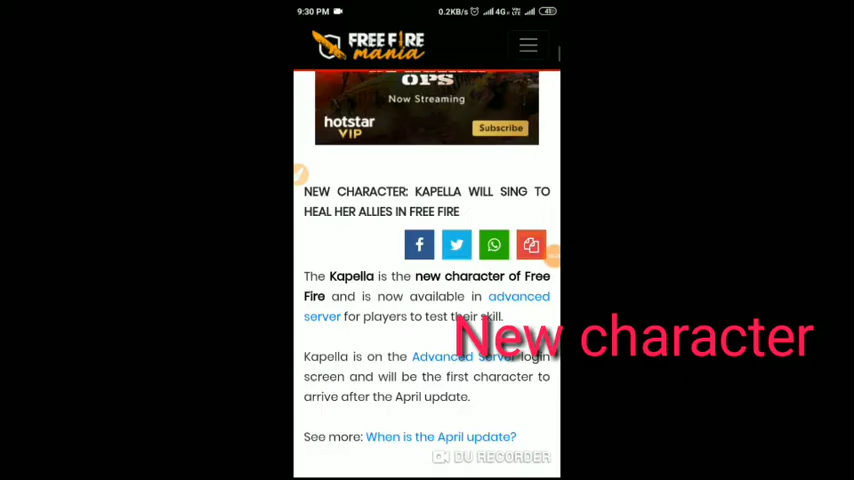 9:30 PM 0.2KB/s 4G 41
FREE FIRE
mania
OPS
Now Streaming
hotstar
VIP
Subscribe
NEW CHARACTER: KAPELLA WILL SING TO
HEAL HER ALLIES IN FREE FIRE
The Kapella is the new character of Free
Fire and is now available in advanced
server for players to test their skill.
New character
Kapella is on the Advanced Server login
screen and will be the first character to
arrive after the April update.
See more: When is the April update?
DU RECORDER